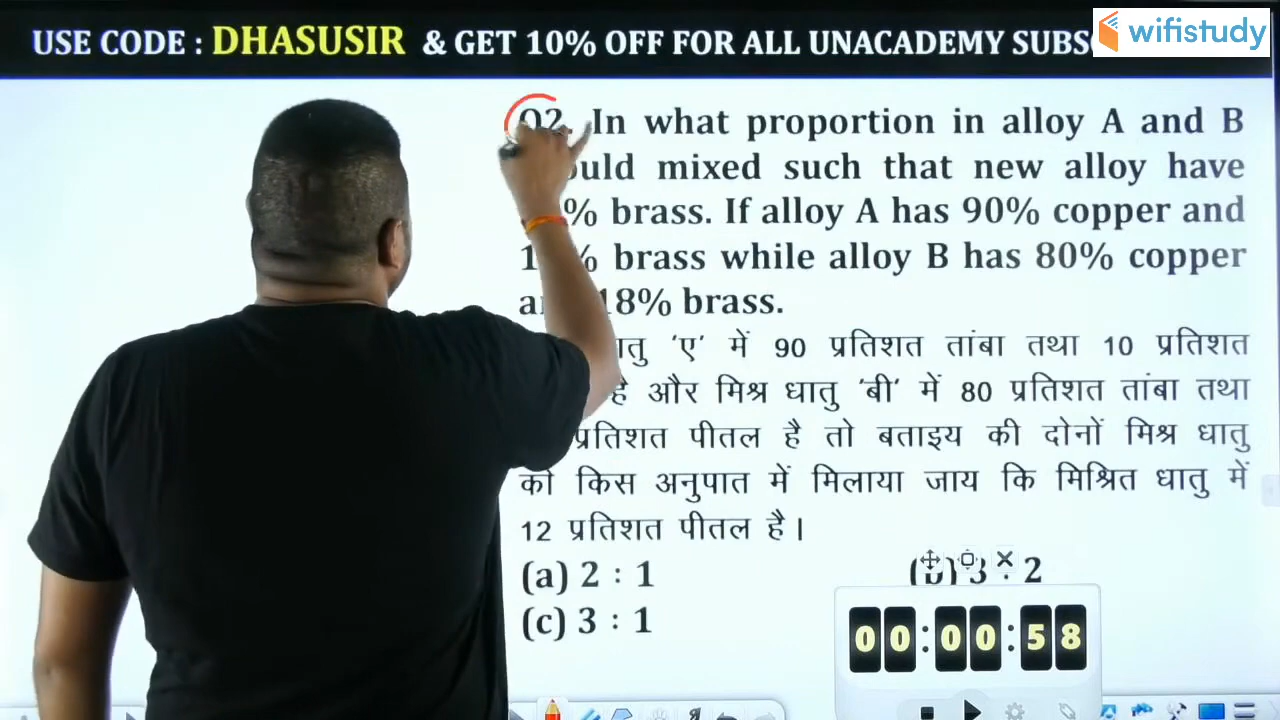 USE CODE : DHASUSIR & GET 10% OFF FOR ALL UNACADEMY
wifistudy
Q2. In what proportion in alloy A and B
mixed such that new alloy have
% brass. If alloy A has 90% copper and
brass while alloy B has 80% copper
18% brass.
'ए' में 90 प्रतिशत तांबा तथा 10 प्रतिशत
है और मिश्र धातु 'बी' में 80 प्रतिशत तांबा तथा
प्रतिशत पीतल है तो बताइय की दोनों मिश्र धातु
को किस अनुपात में मिलाया जाय कि मिश्रित धातु में
12 प्रतिशत पीतल है।
(a) 2 : 1
(b) 3 : 2
(c) 3 : 1
00:00:58